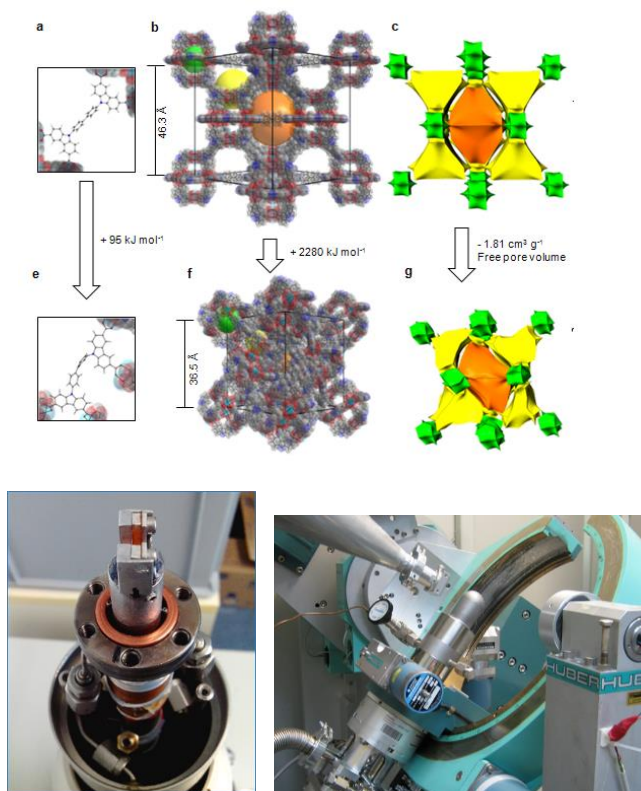 a
b
c
46.3 Å
+ 95 kJ mol⁻¹
+ 2280 kJ mol⁻¹
- 1.81 cm³ g⁻¹
Free pore volume
e
f
g
36.5 Å
HUBER
HUB